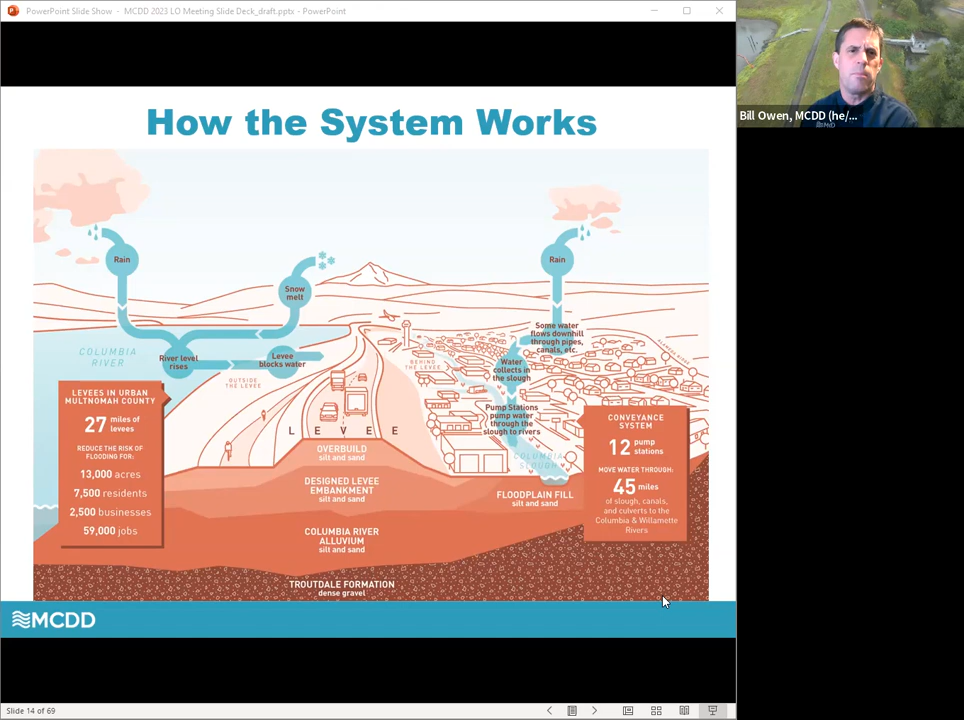 PowerPoint Slide Show - MCDD 2023 LO Meeting Slide Deck_draft.pptx - PowerPoint
Bill Owen, MCDD (he/...
How the System Works
Rain
Snow
melt
Rain
Some water
flows downhill
through pipes,
canals, etc.
COLUMBIA
RIVER
River level
rises
Levee
blocks water
OUTSIDE
THE LEVEE
BEHIND
THE LEVEE
Water
collects in
the slough
Pump Stations
pump water
through the
slough to rivers
COLUMBIA
SLOUGH
LEVEES IN URBAN
MULTNOMAH COUNTY
27 miles of
levees
REDUCE THE RISK OF
FLOODING FOR:
13,000 acres
7,500 residents
2,500 businesses
59,000 jobs
LEVEE
OVERBUILD
silt and sand
DESIGNED LEVEE
EMBANKMENT
silt and sand
COLUMBIA RIVER
ALLUVIUM
silt and sand
TROUTDALE FORMATION
dense gravel
FLOODPLAIN FILL
silt and sand
CONVEYANCE
SYSTEM
12 pump
stations
MOVE WATER THROUGH:
45 miles
of slough, canals,
and culverts to the
Columbia & Willamette
Rivers
MCDD
Slide 14 of 69